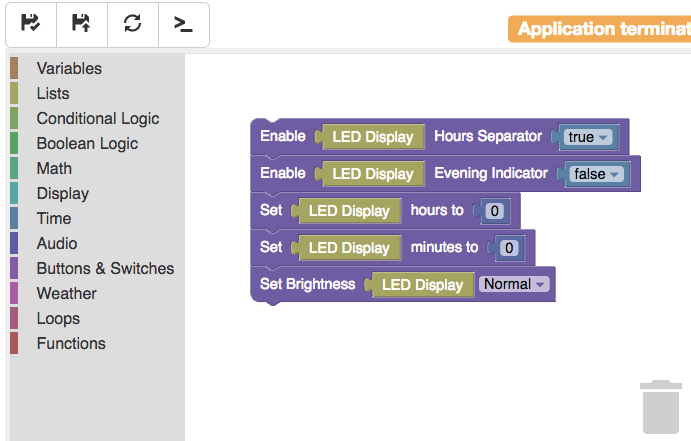 Application terminat
Variables
Lists
Conditional Logic
Boolean Logic
Math
Display
Time
Audio
Buttons & Switches
Weather
Loops
Functions
Enable LED Display Hours Separator true
Enable LED Display Evening Indicator false
Set LED Display hours to 0
Set LED Display minutes to 0
Set Brightness LED Display Normal